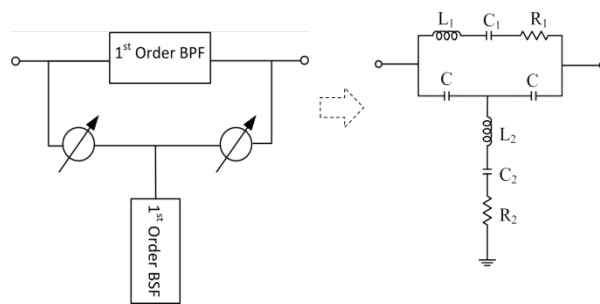 1st Order BPF
1st Order BSF
L1
C1
R1
C
C
L2
C2
R2